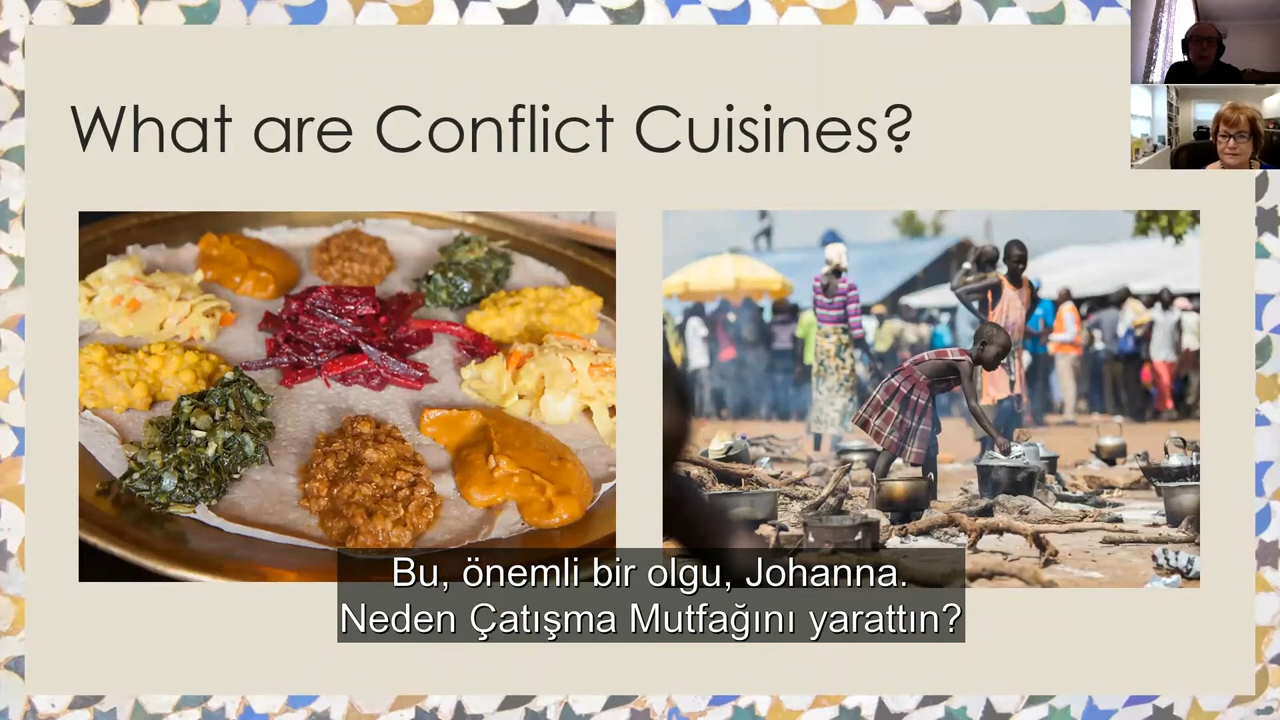 What are Conflict Cuisines?
Bu, önemli bir olgu, Johanna.
Neden Çatışma Mutfağını yarattın?